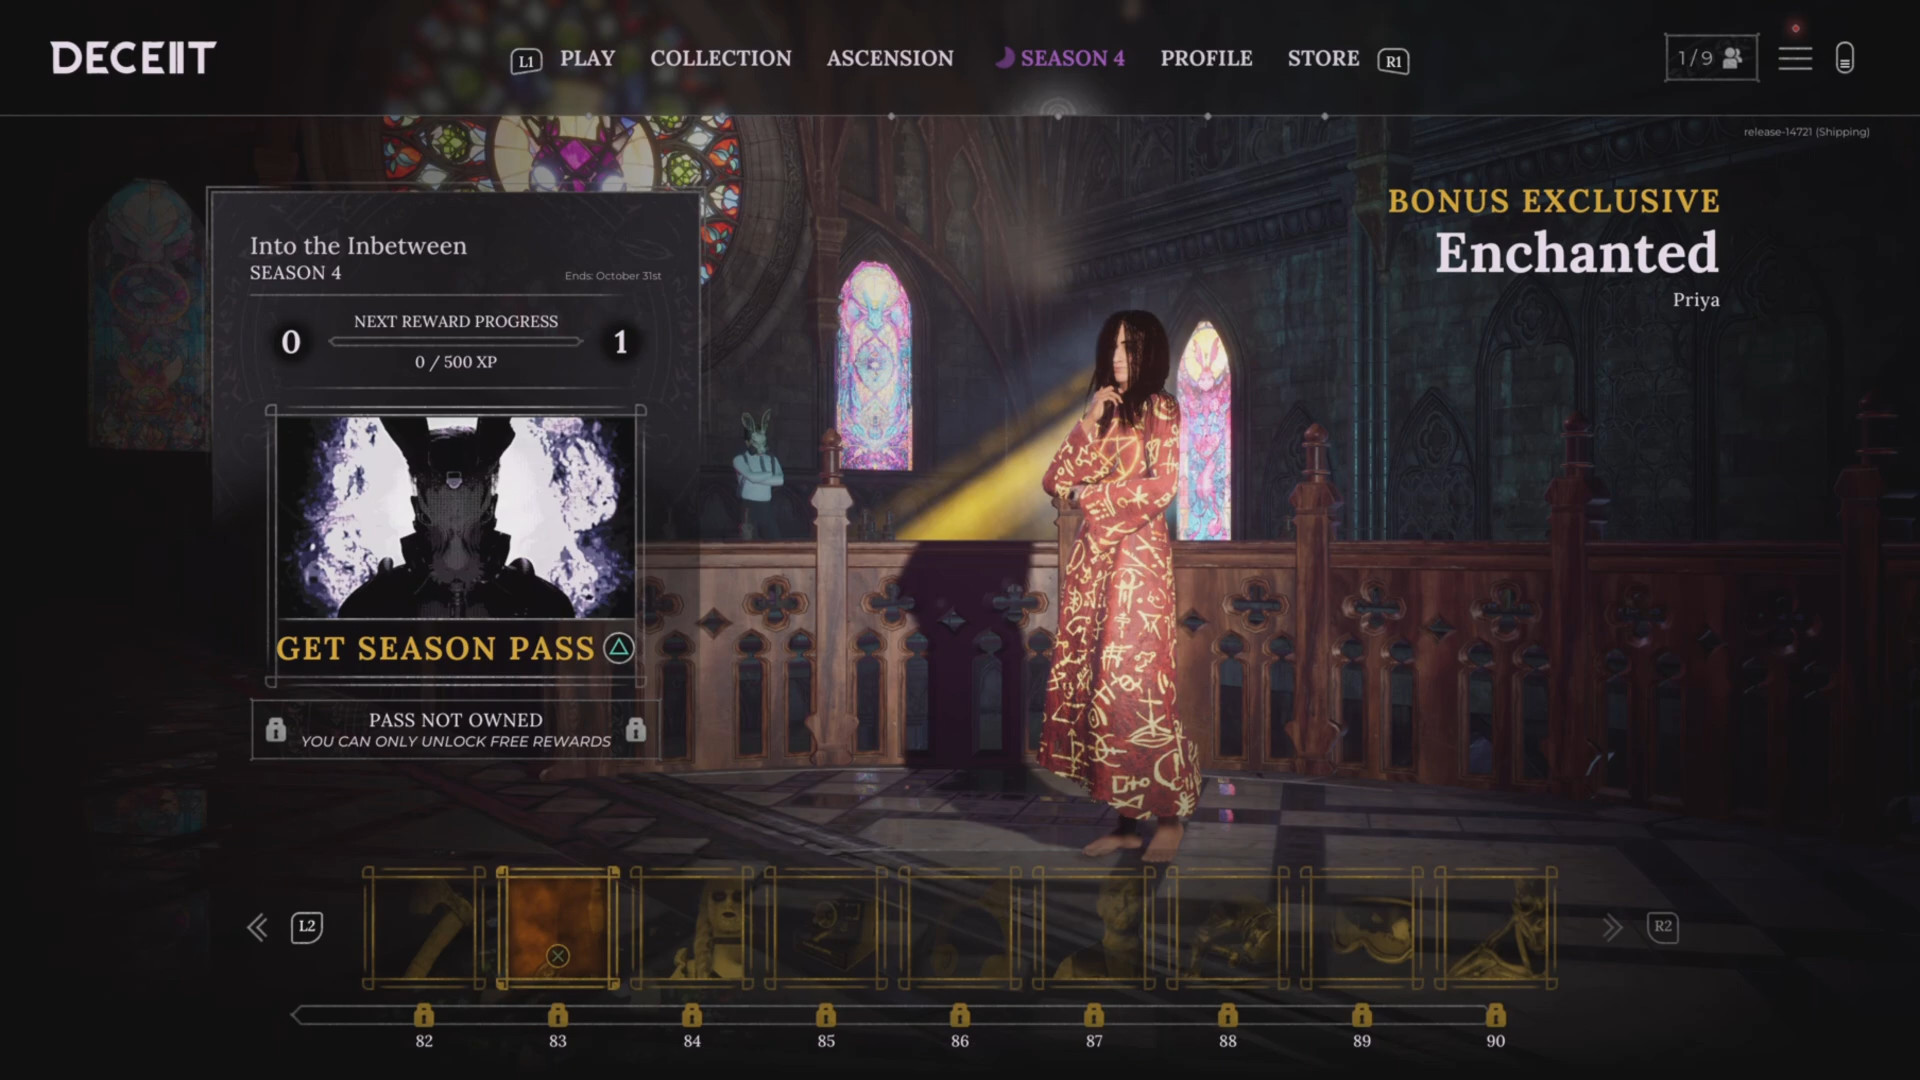 DECEIIT
L1 PLAY COLLECTION ASCENSION SEASON 4 PROFILE STORE R1
1/9
release-14721 (Shipping)
Into the Inbetween
SEASON 4
Ends: October 31st
NEXT REWARD PROGRESS
0 1
0 / 500 XP
GET SEASON PASS
PASS NOT OWNED
YOU CAN ONLY UNLOCK FREE REWARDS
BONUS EXCLUSIVE
Enchanted
Priya
L2 R2
82 83 84 85 86 87 88 89 90